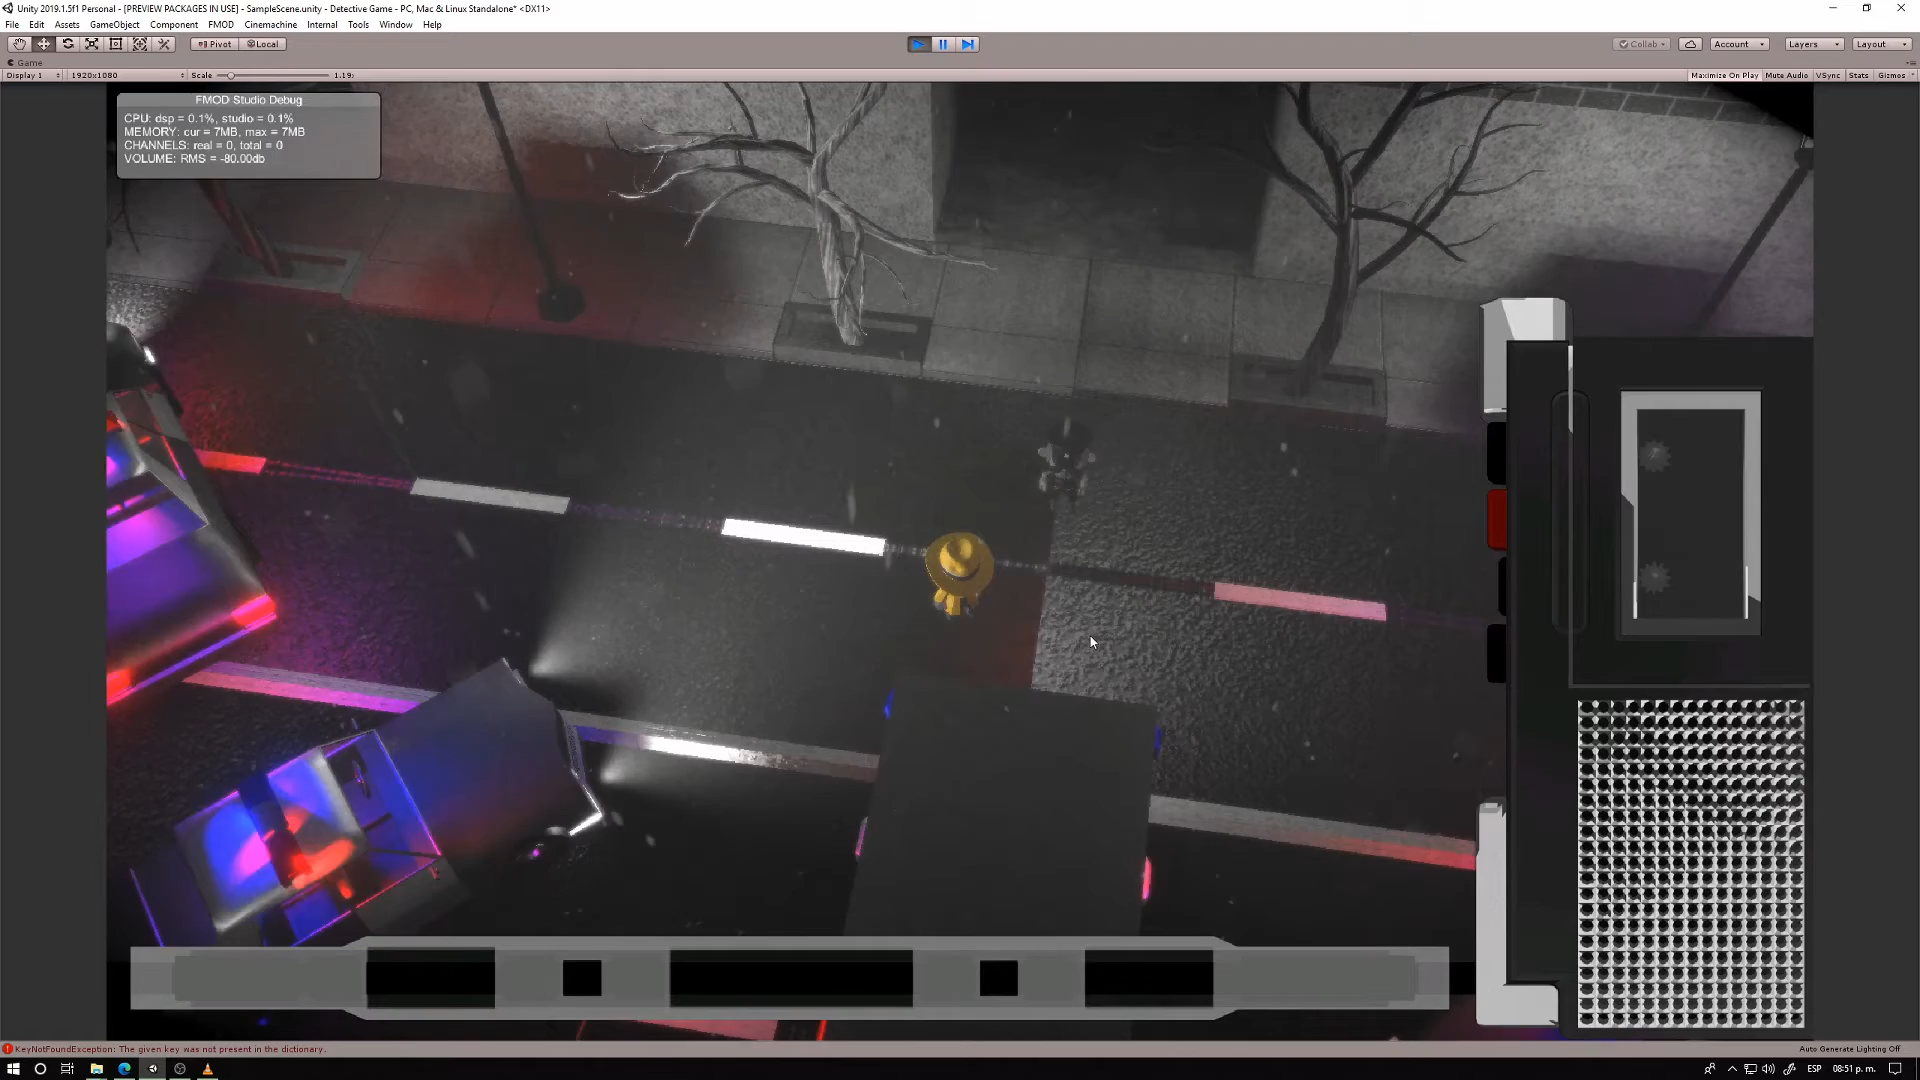 Unity 2019.1.5f1 Personal - [PREVIEW PACKAGES IN USE] - SampleScene.unity - Detective Game - PC, Mac & Linux Standalone* <DX11>
File Edit Assets GameObject Component FMOD Cinemachine Internal Tools Window Help
Pivot Local Collab Account Layers Layout
Game
Display 1 1920x1080 Scale 1.19x Maximize On Play Mute Audio VSync Stats Gizmos
FMOD Studio Debug
CPU: dsp = 0.1%, studio = 0.1%
MEMORY: cur = 7MB, max = 7MB
CHANNELS: real = 0, total = 0
VOLUME: RMS = -80.00db
KeyNotFoundException: The given key was not present in the dictionary.
Auto Generate Lighting Off
ESP 08:51 p. m.